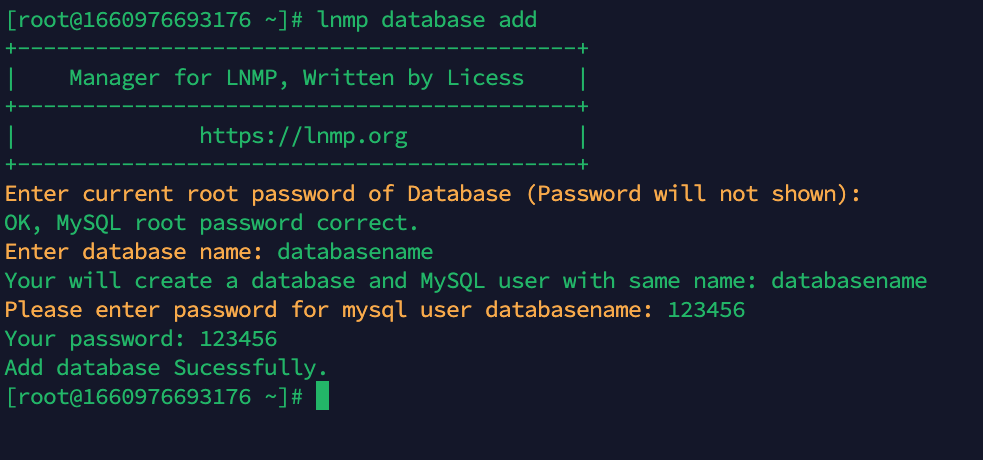 [root@1660976693176 ~]# lnmp database add
+-------------------------------------------+
|    Manager for LNMP, Written by Licess    |
+-------------------------------------------+
|              https://lnmp.org             |
+-------------------------------------------+
Enter current root password of Database (Password will not shown):
OK, MySQL root password correct.
Enter database name: databasename
Your will create a database and MySQL user with same name: databasename
Please enter password for mysql user databasename: 123456
Your password: 123456
Add database Sucessfully.
[root@1660976693176 ~]#